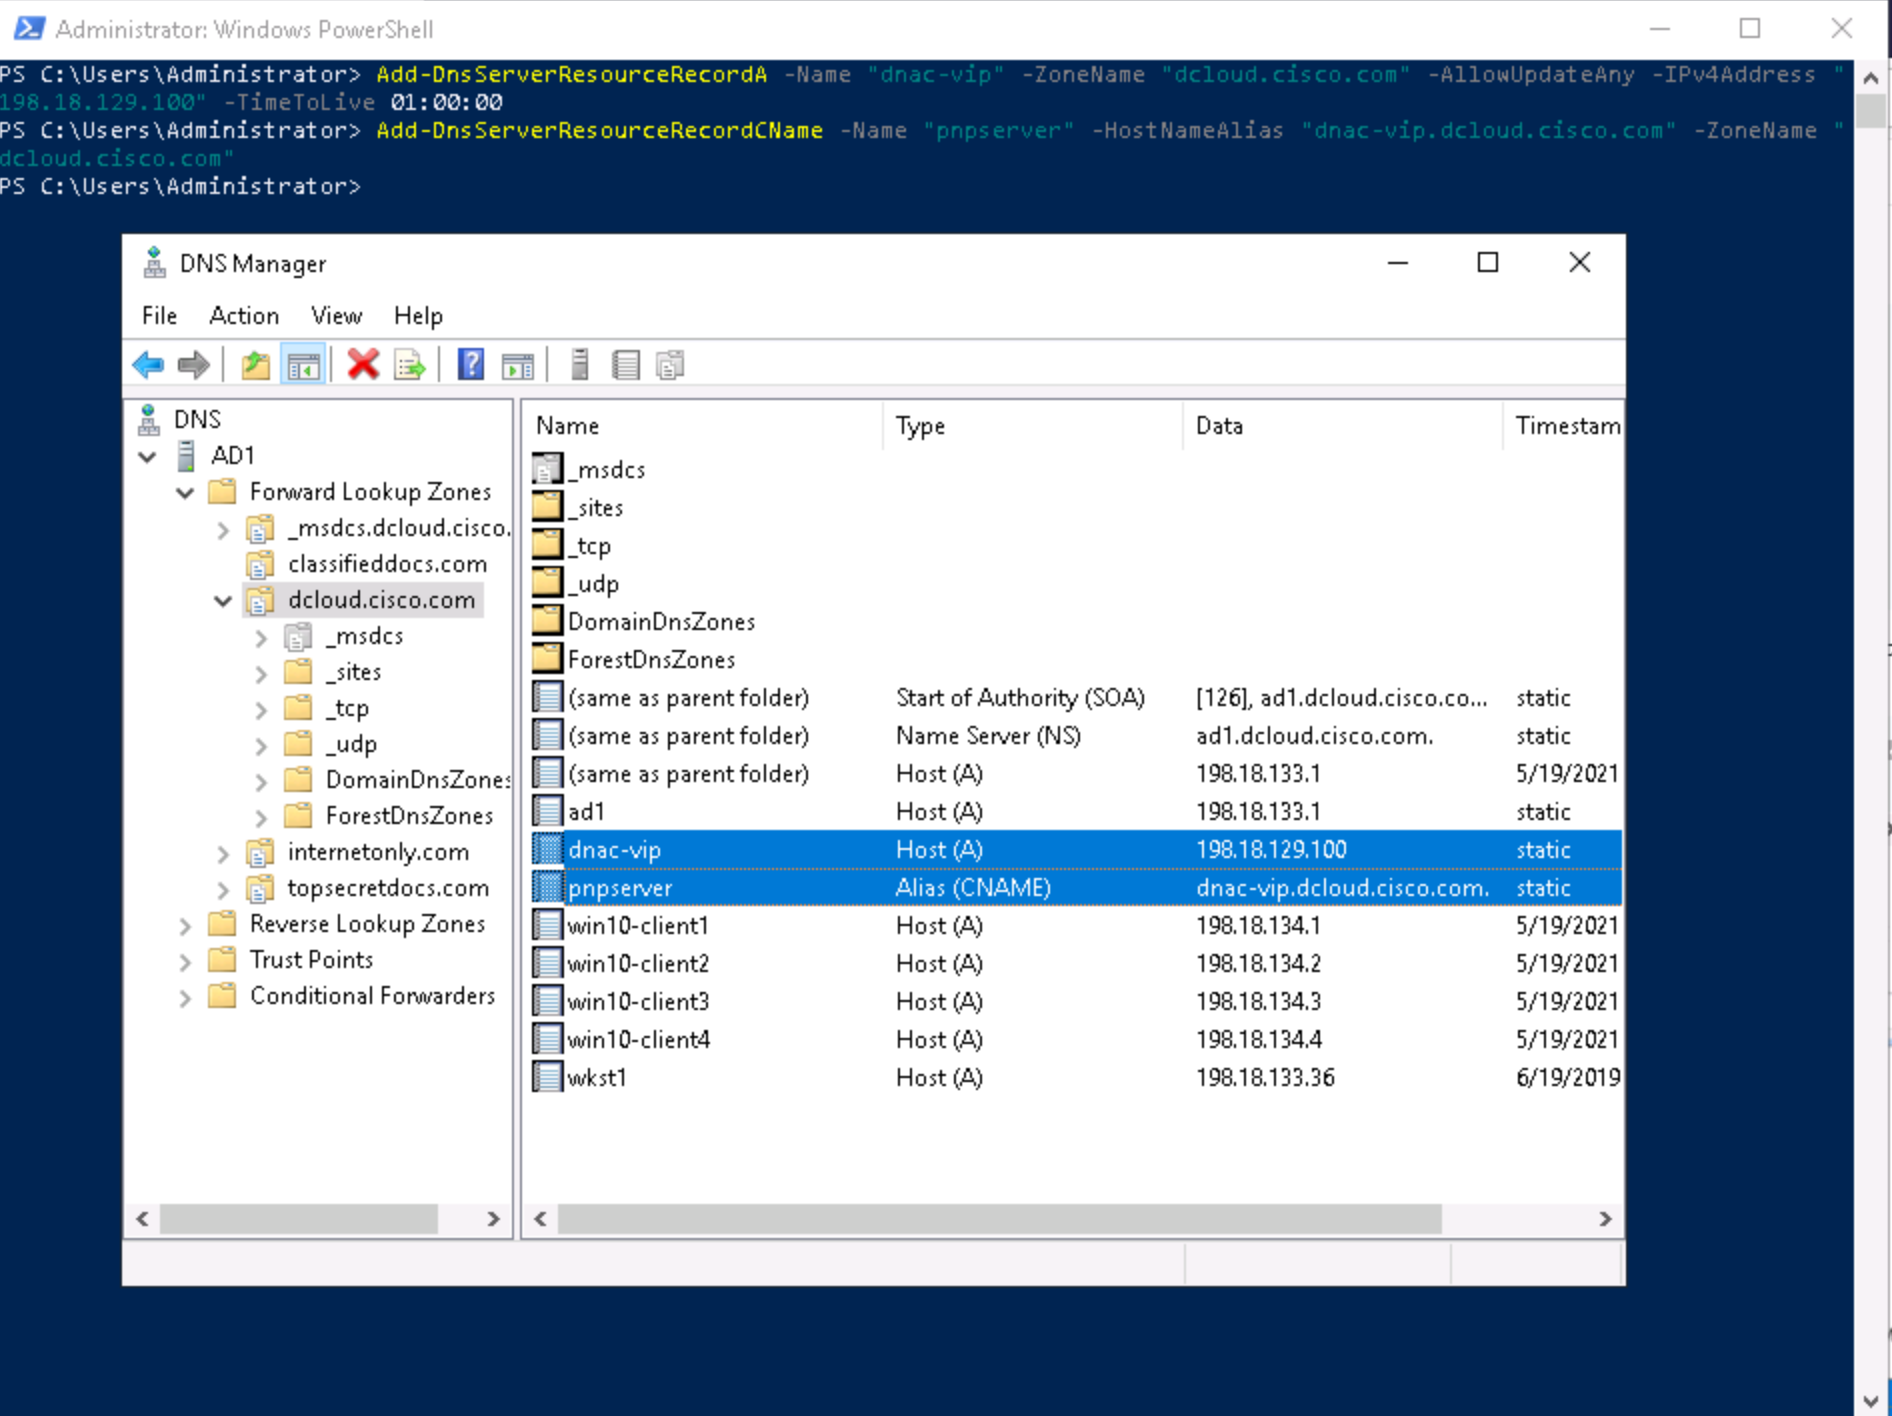 Administrator: Windows PowerShell
PS C:\Users\Administrator> Add-DnsServerResourceRecordA -Name "dnac-vip" -ZoneName "dcloud.cisco.com" -AllowUpdateAny -IPv4Address "
198.18.129.100" -TimeToLive 01:00:00
PS C:\Users\Administrator> Add-DnsServerResourceRecordCName -Name "pnpserver" -HostNameAlias "dnac-vip.dcloud.cisco.com" -ZoneName "
dcloud.cisco.com"
PS C:\Users\Administrator>
DNS Manager
File Action View Help
DNS
AD1
Forward Lookup Zones
_msdcs.dcloud.cisco.
classifieddocs.com
dcloud.cisco.com
_msdcs
_sites
_tcp
_udp
DomainDnsZones
ForestDnsZones
internetonly.com
topsecretdocs.com
Reverse Lookup Zones
Trust Points
Conditional Forwarders
Name Type Data Timestam
_msdcs
_sites
_tcp
_udp
DomainDnsZones
ForestDnsZones
(same as parent folder) Start of Authority (SOA) [126], ad1.dcloud.cisco.co... static
(same as parent folder) Name Server (NS) ad1.dcloud.cisco.com. static
(same as parent folder) Host (A) 198.18.133.1 5/19/2021
ad1 Host (A) 198.18.133.1 static
dnac-vip Host (A) 198.18.129.100 static
pnpserver Alias (CNAME) dnac-vip.dcloud.cisco.com. static
win10-client1 Host (A) 198.18.134.1 5/19/2021
win10-client2 Host (A) 198.18.134.2 5/19/2021
win10-client3 Host (A) 198.18.134.3 5/19/2021
win10-client4 Host (A) 198.18.134.4 5/19/2021
wkst1 Host (A) 198.18.133.36 6/19/2019